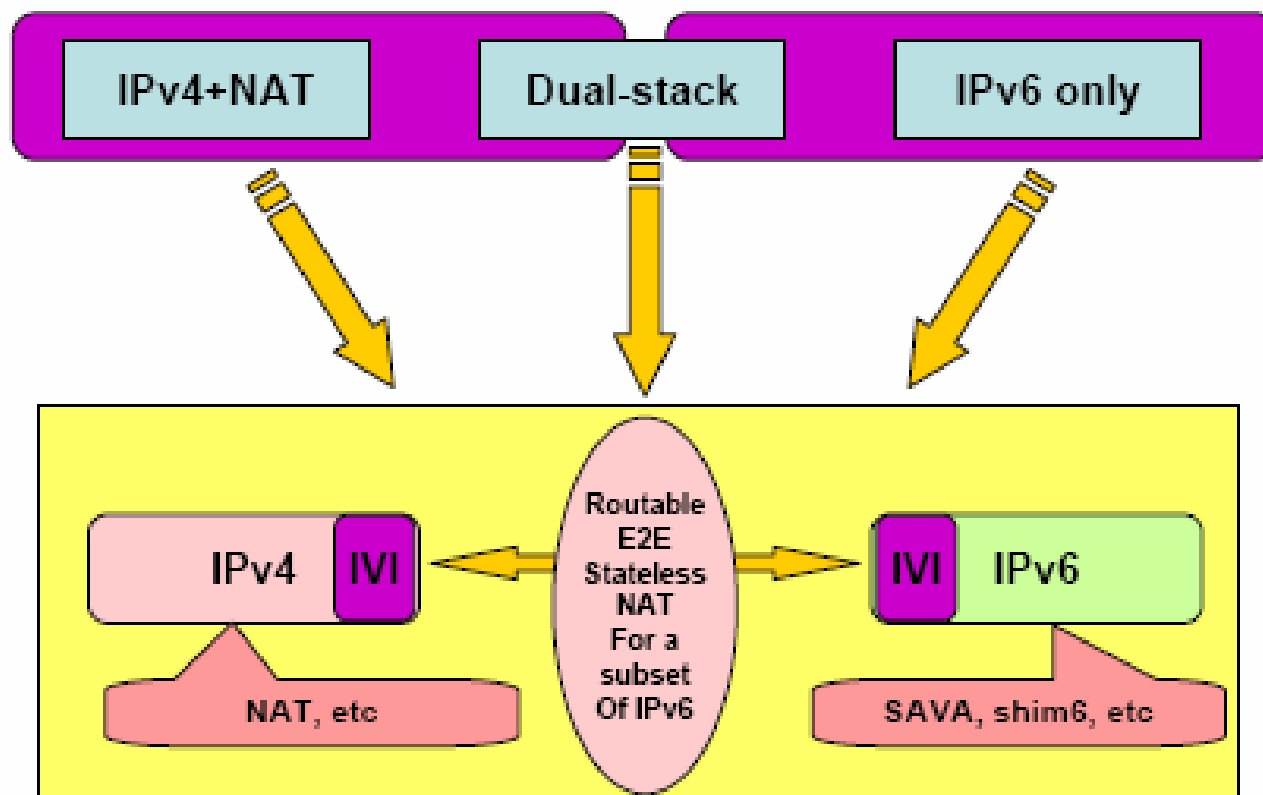 IPv4+NAT
Dual-stack
IPv6 only
Routable
E2E
Stateless
NAT
For a
subset
Of IPv6
IPv4
IVI
IVI
IPv6
NAT, etc
SAVA, shim6, etc